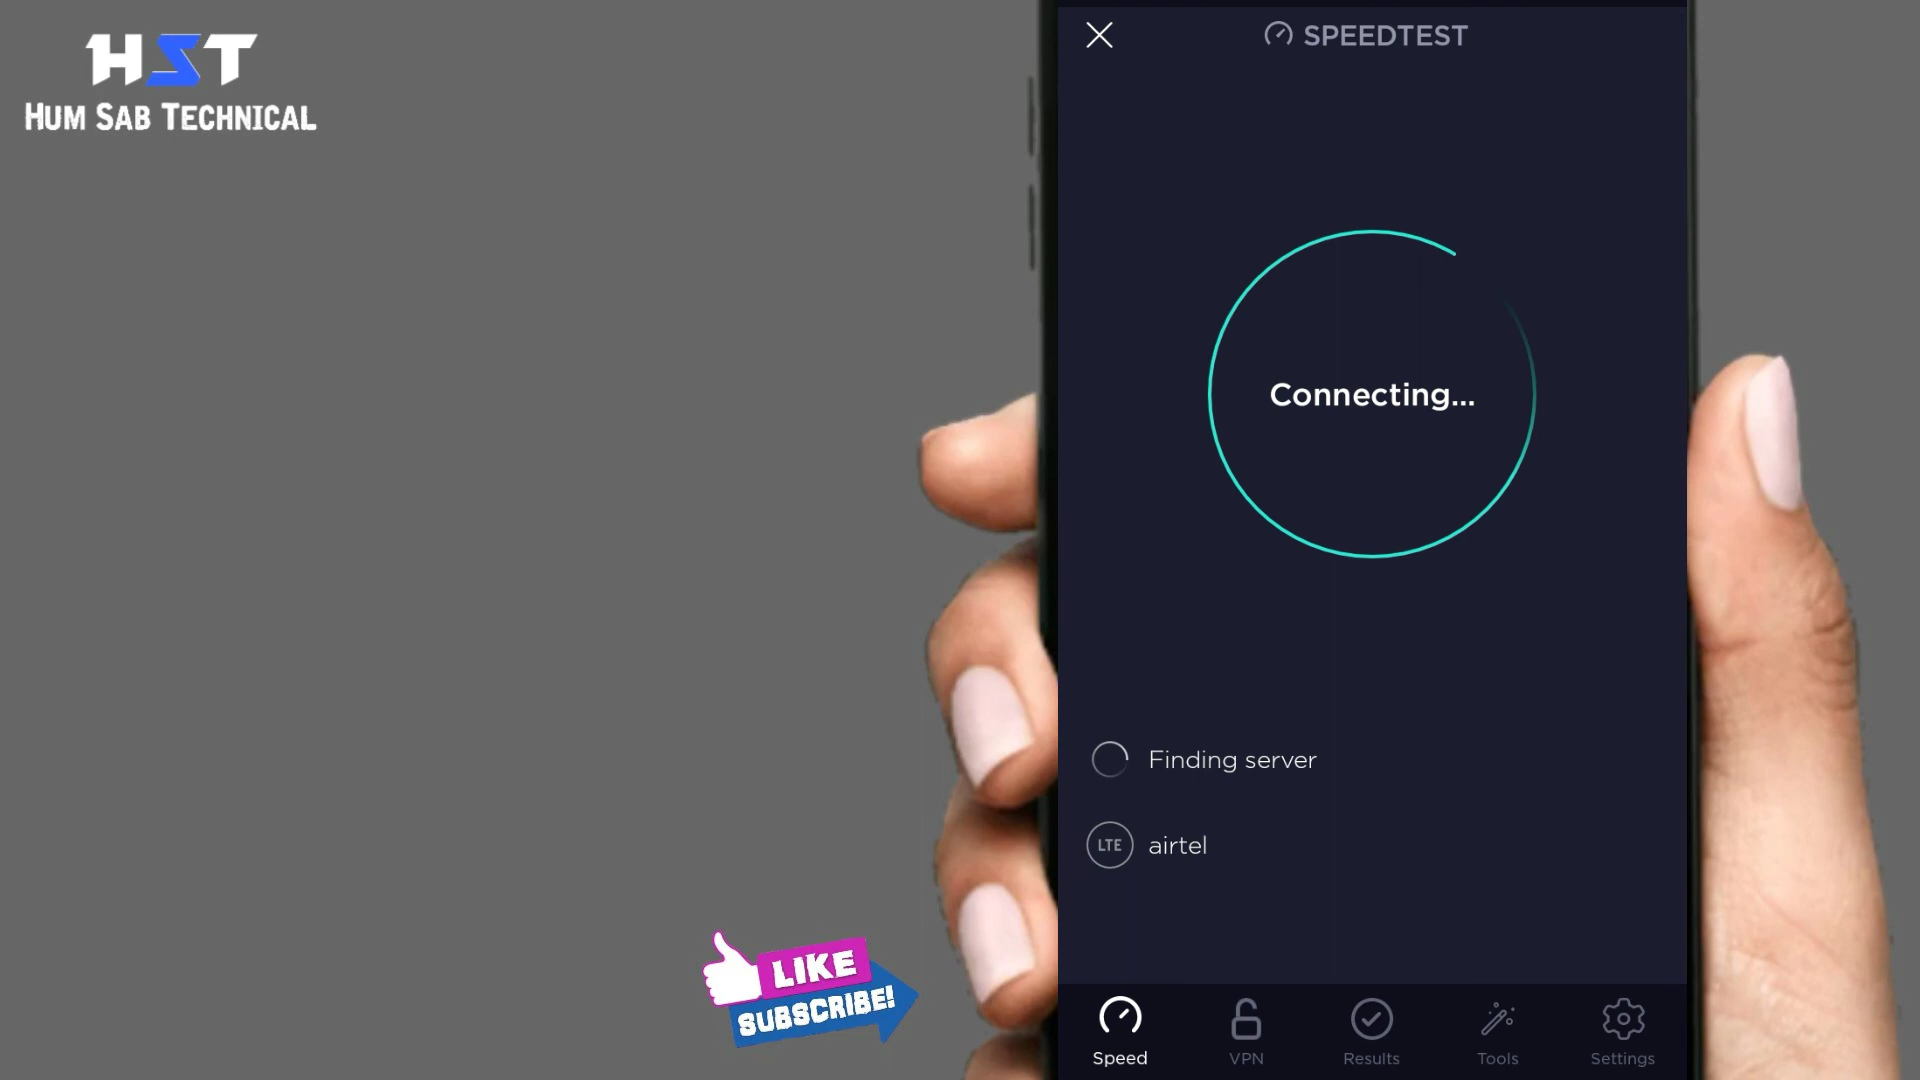 HST
HUM SAB TECHNICAL
SPEEDTEST
Connecting...
Finding server
LTE airtel
LIKE
SUBSCRIBE!
Speed VPN Results Tools Settings